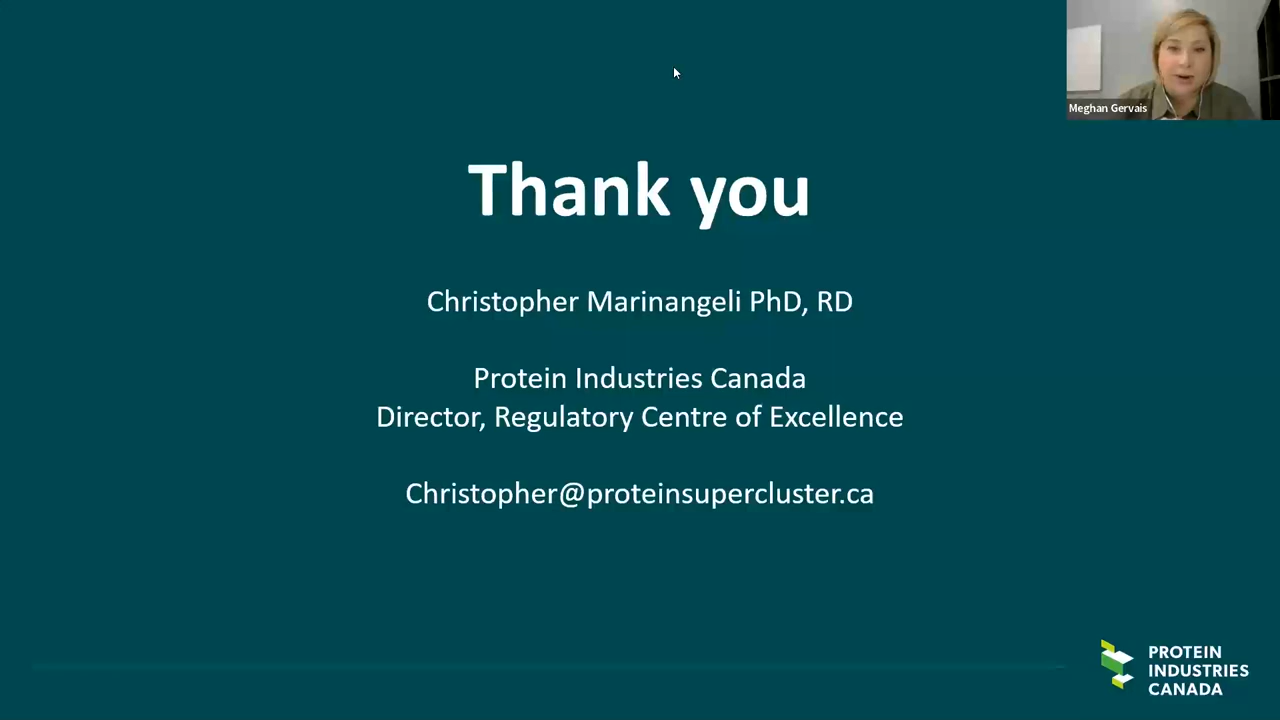 Meghan Gervais
Thank you
Christopher Marinangeli PhD, RD
Protein Industries Canada
Director, Regulatory Centre of Excellence
Christopher@proteinsupercluster.ca
PROTEIN
INDUSTRIES
CANADA